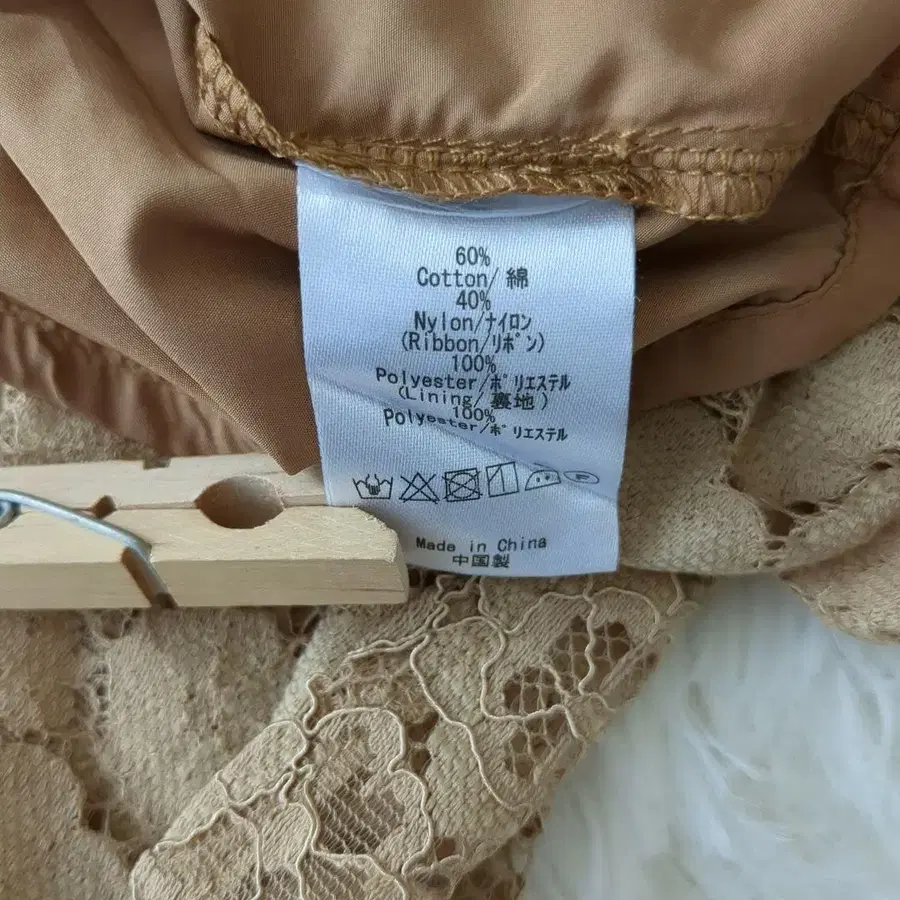 60%
Cotton/綿
40%
Nylon/ﾅｲﾛﾝ
(Ribbon/ﾘﾎﾞﾝ)
100%
Polyester/ﾎﾟﾘｴｽﾃﾙ
(Lining/裏地)
100%
Polyester/ﾎﾟﾘｴｽﾃﾙ
Made in China
中国製